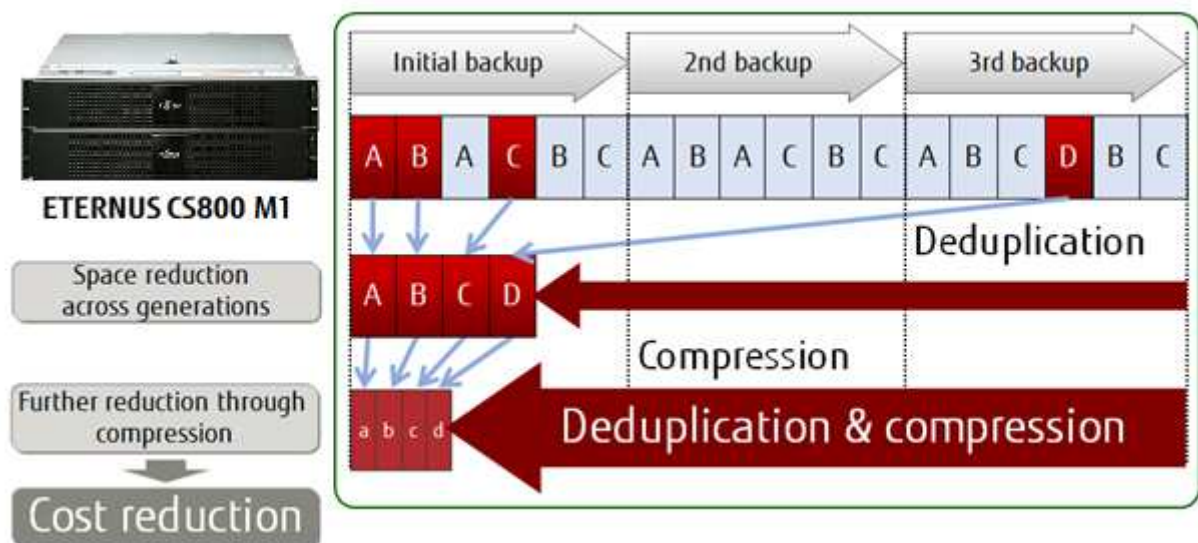 Initial backup
2nd backup
3rd backup
A B A C B C A B A C B C A B C D B C
ETERNUS CS800 M1
Deduplication
Space reduction
across generations
A B C D
Compression
Further reduction through
compression
a b c d
Deduplication & compression
Cost reduction